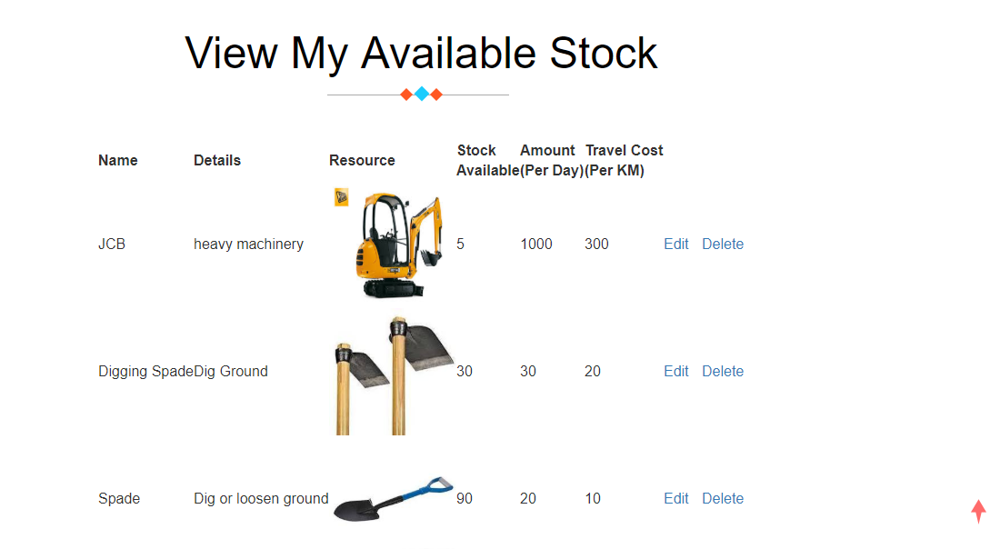 View My Available Stock
Name Details Resource Stock Available Amount (Per Day) Travel Cost (Per KM)
JCB heavy machinery 5 1000 300 Edit Delete
Digging Spade Dig Ground 30 30 20 Edit Delete
Spade Dig or loosen ground 90 20 10 Edit Delete